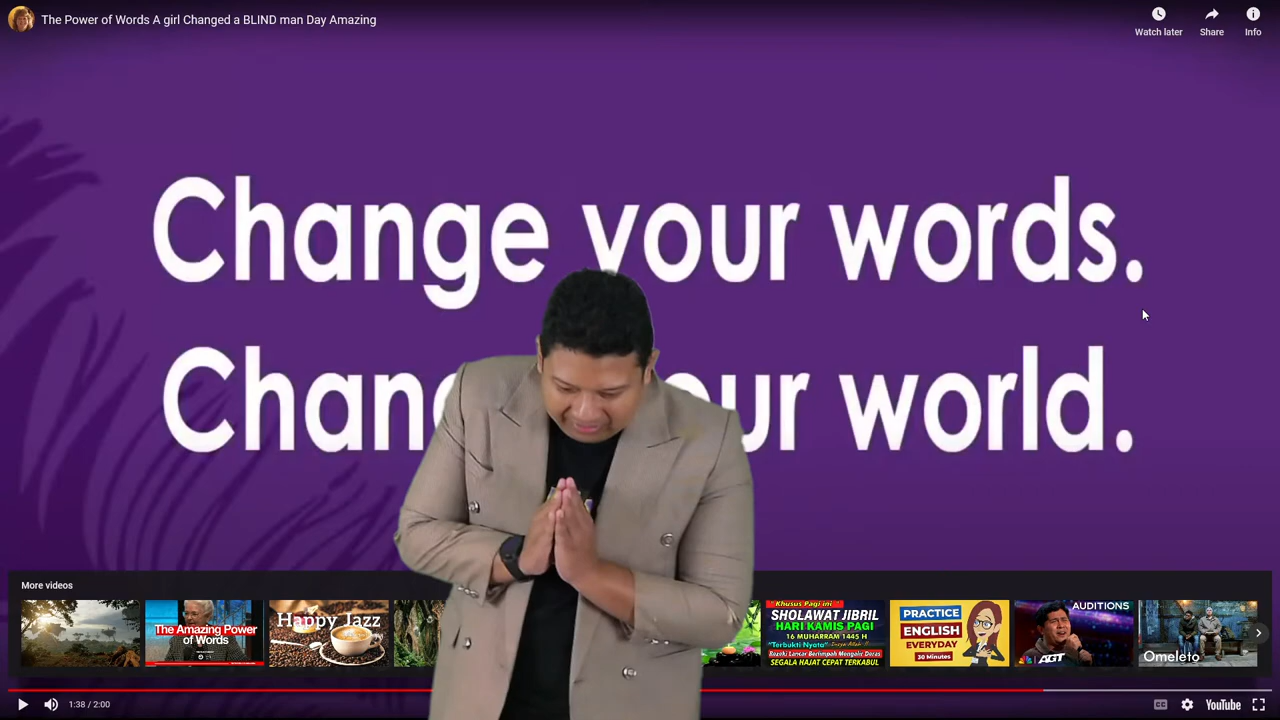 The Power of Words A girl Changed a BLIND man Day Amazing
Watch later
Share
Info
Change your words.
Chang our world.
More videos
The Amazing Power
of Words
Happy Jazz
"Khusus Pagi ini"
SHOLAWAT JIBRIL
HARI KAMIS PAGI
16 MUHARRAM 1445 H
"Terbukti Nyata"
SEGALA HAJAT CEPAT TERKABUL
PRACTICE
ENGLISH
EVERYDAY
30 Minutes
AUDITIONS
AGT
Omeleto
1:38 / 2:00
CC
YouTube